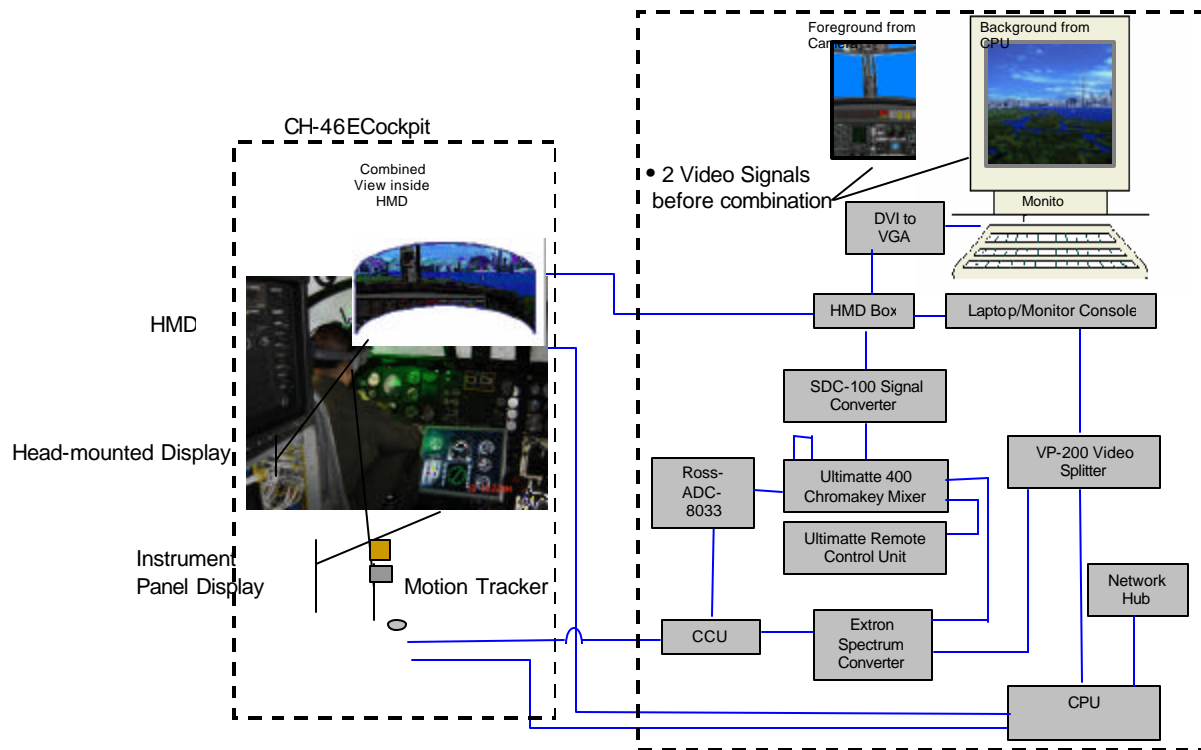 Foreground from
Camera
Background from
CPU
CH-46ECockpit
Combined
View inside
HMD
• 2 Video Signals
before combination
Monito
DVI to
VGA
HMD
HMD Box
Laptop/Monitor Console
SDC-100 Signal
Converter
Head-mounted Display
VP-200 Video
Splitter
Ross-
ADC-
8033
Ultimatte 400
Chromakey Mixer
Ultimatte Remote
Control Unit
Instrument
Panel Display
Motion Tracker
Network
Hub
CCU
Extron
Spectrum
Converter
CPU